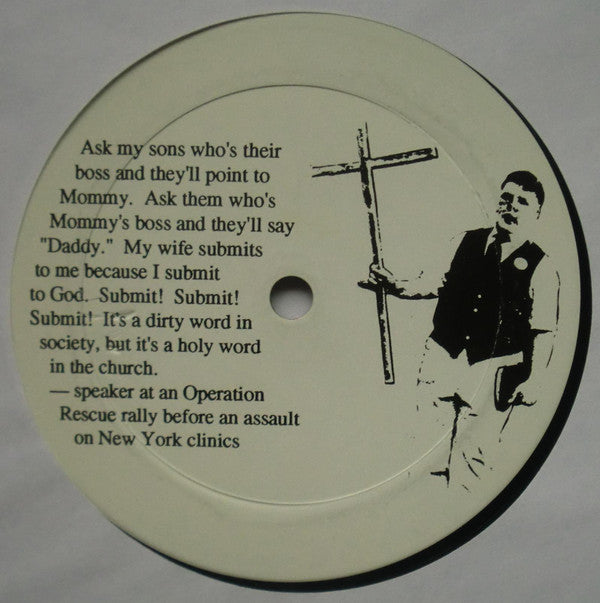 Ask my sons who's their
boss and they'll point to
Mommy. Ask them who's
Mommy's boss and they'll say
"Daddy." My wife submits
to me because I submit
to God. Submit! Submit!
Submit! It's a dirty word in
society, but it's a holy word
in the church.
— speaker at an Operation
Rescue rally before an assault
on New York clinics